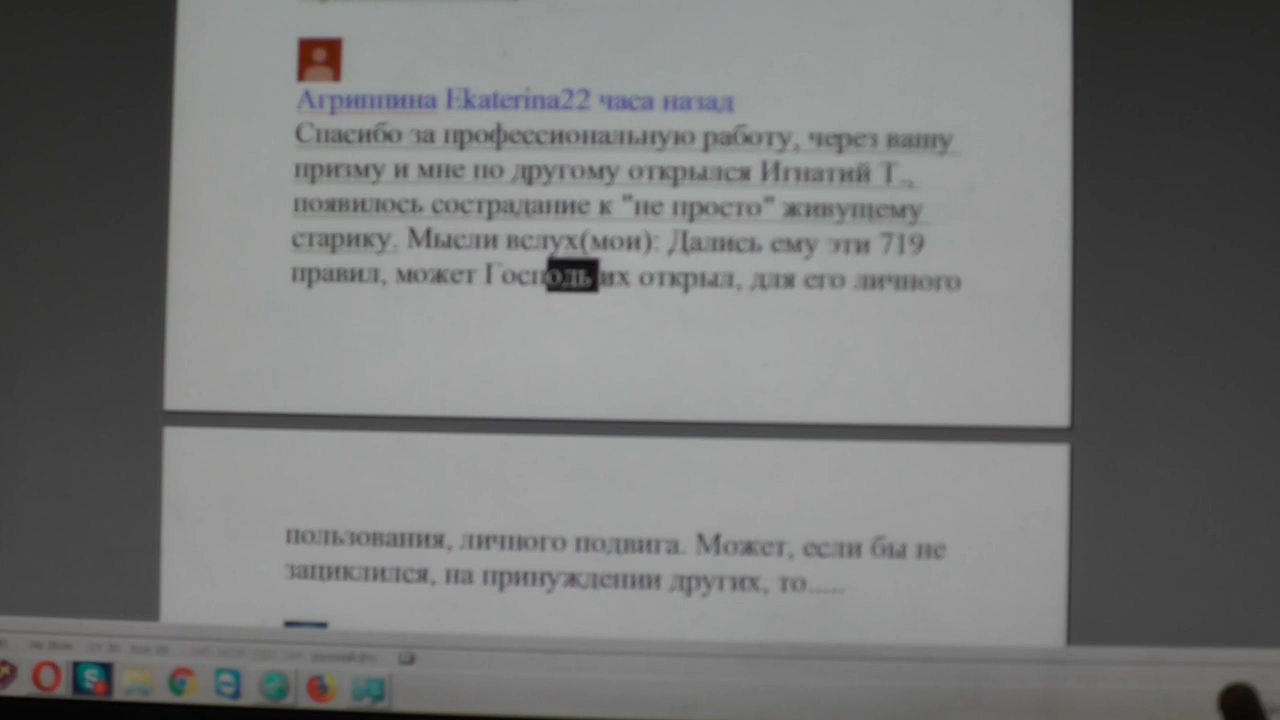 Агриппина Ekaterina22 часа назад
Спасибо за профессиональную работу, через вашу
призму и мне по другому открылся Игнатий Т.,
появилось сострадание к "не просто" живущему
старику. Мысли вслух(мои): Дались ему эти 719
правил, может Господь их открыл, для его личного
пользования, личного подвига. Может, если бы не
зациклился, на принуждении других, то.....